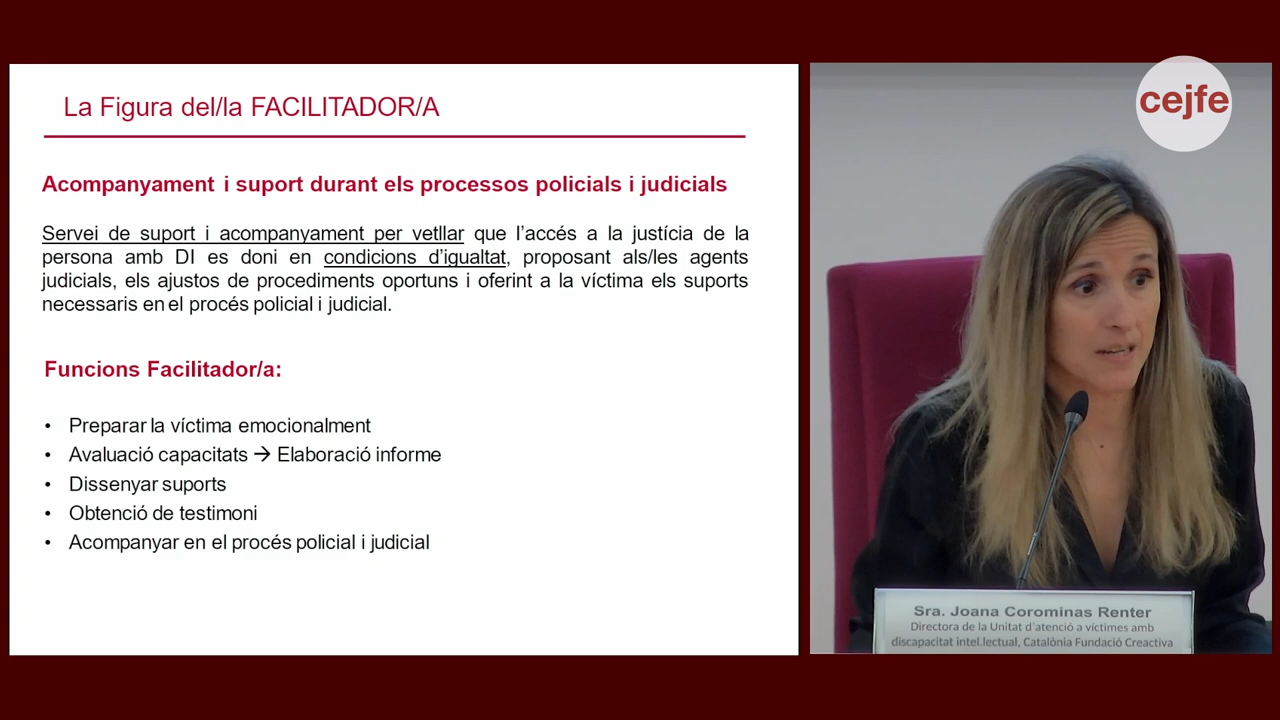 La Figura del/la FACILITADOR/A
Acompanyament i suport durant els processos policials i judicials
Servei de suport i acompanyament per vetllar que l’accés a la justícia de la
persona amb DI es doni en condicions d’igualtat, proposant als/les agents
judicials, els ajustos de procediments oportuns i oferint a la víctima els suports
necessaris en el procés policial i judicial.
Funcions Facilitador/a:
• Preparar la víctima emocionalment
• Avaluació capacitats → Elaboració informe
• Dissenyar suports
• Obtenció de testimoni
• Acompanyar en el procés policial i judicial
cejfe
Sra. Joana Corominas Renter
Directora de la Unitat d’atenció a víctimes amb
discapacitat intel.lectual, Catalònia Fundació Creactiva